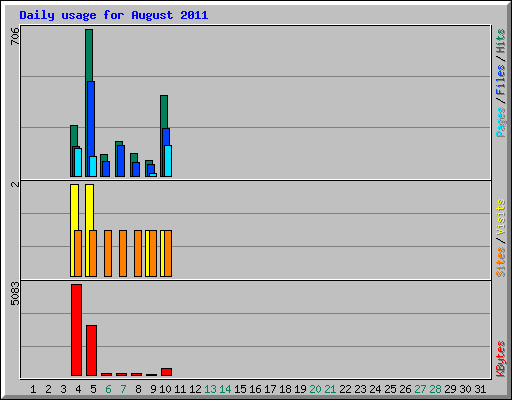 Daily usage for August 2011
706
Pages/Files/Hits
2
Sites/Visits
5083
KBytes
1 2 3 4 5 6 7 8 9 10 11 12 13 14 15 16 17 18 19 20 21 22 23 24 25 26 27 28 29 30 31